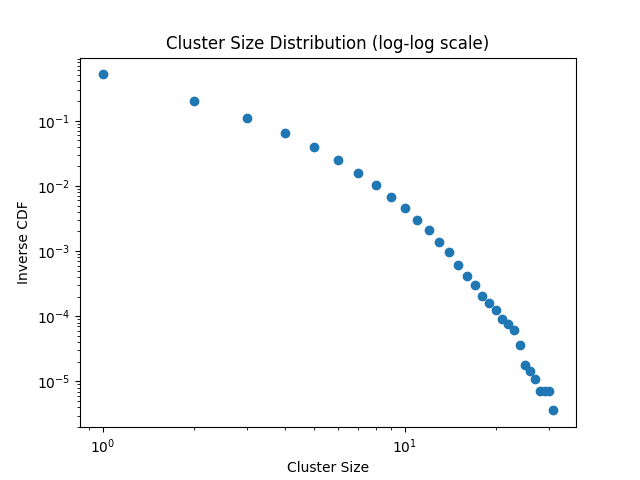 Cluster Size Distribution (log-log scale)
10⁻¹
10⁻²
10⁻³
10⁻⁴
10⁻⁵
Inverse CDF
10⁰
10¹
Cluster Size